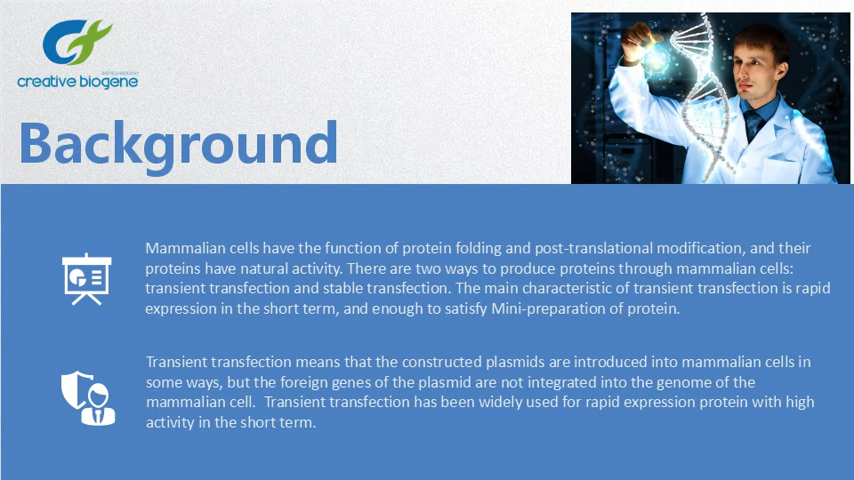 BIOTECHNOLOGY
creative biogene
Background
Mammalian cells have the function of protein folding and post-translational modification, and their
proteins have natural activity. There are two ways to produce proteins through mammalian cells:
transient transfection and stable transfection. The main characteristic of transient transfection is rapid
expression in the short term, and enough to satisfy Mini-preparation of protein.
Transient transfection means that the constructed plasmids are introduced into mammalian cells in
some ways, but the foreign genes of the plasmid are not integrated into the genome of the
mammalian cell.  Transient transfection has been widely used for rapid expression protein with high
activity in the short term.